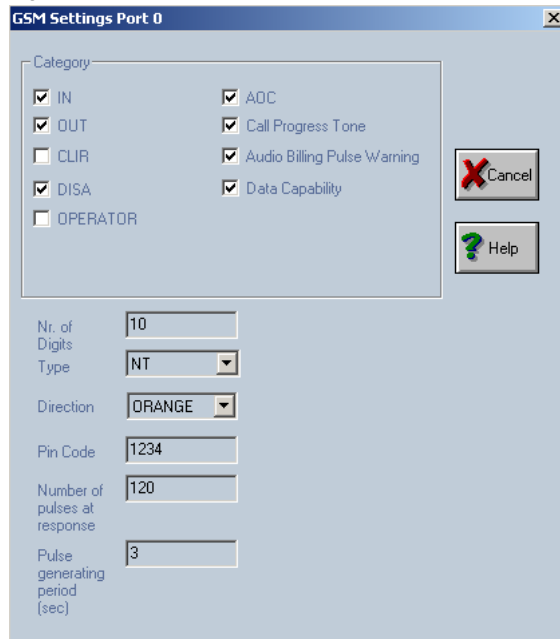 GSM Settings Port 0
Category
IN
AOC
OUT
Call Progress Tone
CLIR
Audio Billing Pulse Warning
DISA
Data Capability
OPERATOR
Cancel
Help
Nr. of
Digits
10
Type
NT
Direction
ORANGE
Pin Code
1234
Number of
pulses at
response
120
Pulse
generating
period
(sec)
3